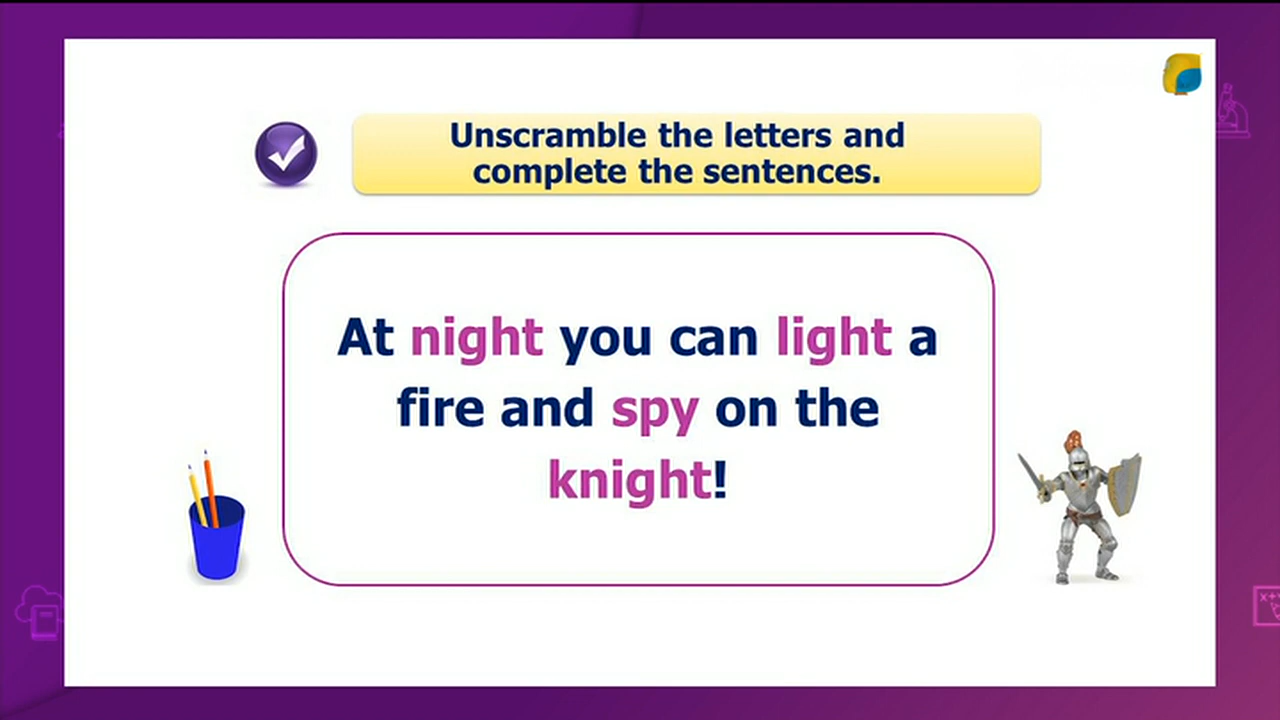 Unscramble the letters and
complete the sentences.
At night you can light a
fire and spy on the
knight!